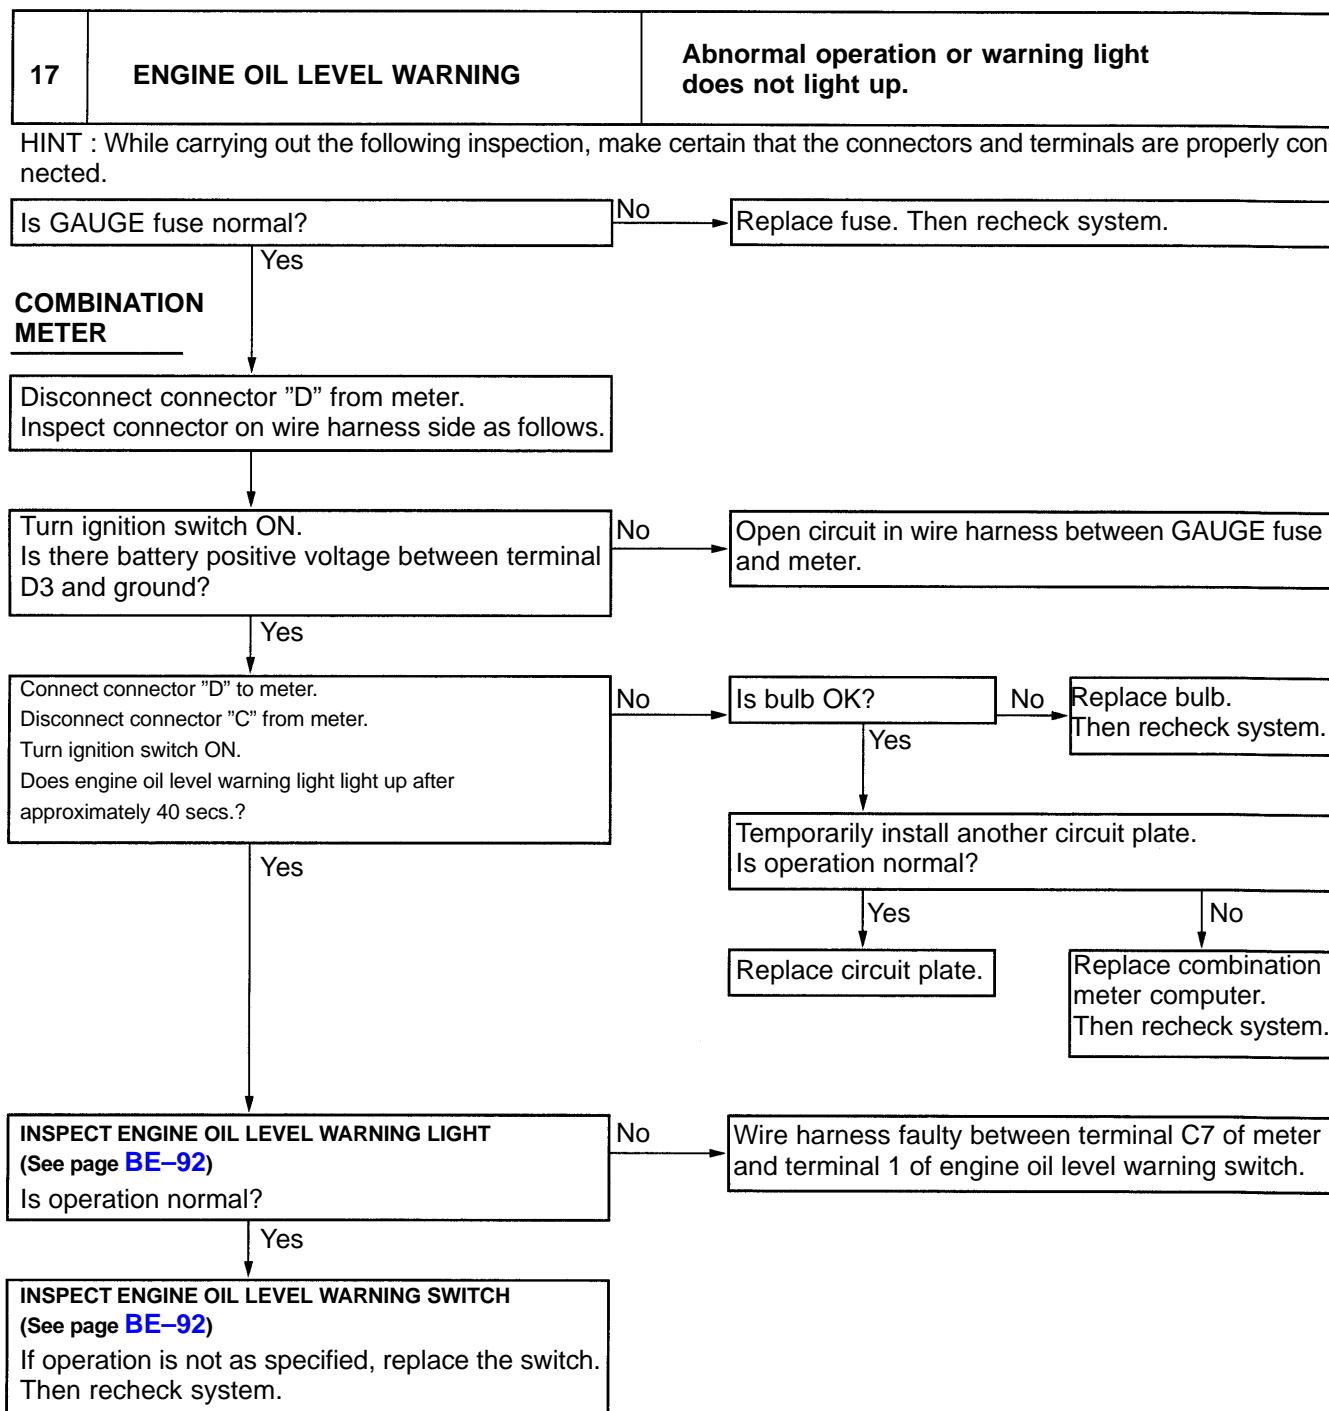 17
ENGINE OIL LEVEL WARNING
Abnormal operation or warning light
does not light up.
HINT : While carrying out the following inspection, make certain that the connectors and terminals are properly con
nected.
Is GAUGE fuse normal?
No
Replace fuse. Then recheck system.
Yes
COMBINATION
METER
Disconnect connector ”D” from meter.
Inspect connector on wire harness side as follows.
Turn ignition switch ON.
Is there battery positive voltage between terminal
D3 and ground?
No
Open circuit in wire harness between GAUGE fuse
and meter.
Yes
Connect connector ”D” to meter.
Disconnect connector ”C” from meter.
Turn ignition switch ON.
Does engine oil level warning light light up after
approximately 40 secs.?
No
Is bulb OK?
No
Replace bulb.
Then recheck system.
Yes
Temporarily install another circuit plate.
Is operation normal?
Yes
Yes
No
Replace circuit plate.
Replace combination
meter computer.
Then recheck system.
INSPECT ENGINE OIL LEVEL WARNING LIGHT
(See page BE–92)
Is operation normal?
No
Wire harness faulty between terminal C7 of meter
and terminal 1 of engine oil level warning switch.
Yes
INSPECT ENGINE OIL LEVEL WARNING SWITCH
(See page BE–92)
If operation is not as specified, replace the switch.
Then recheck system.